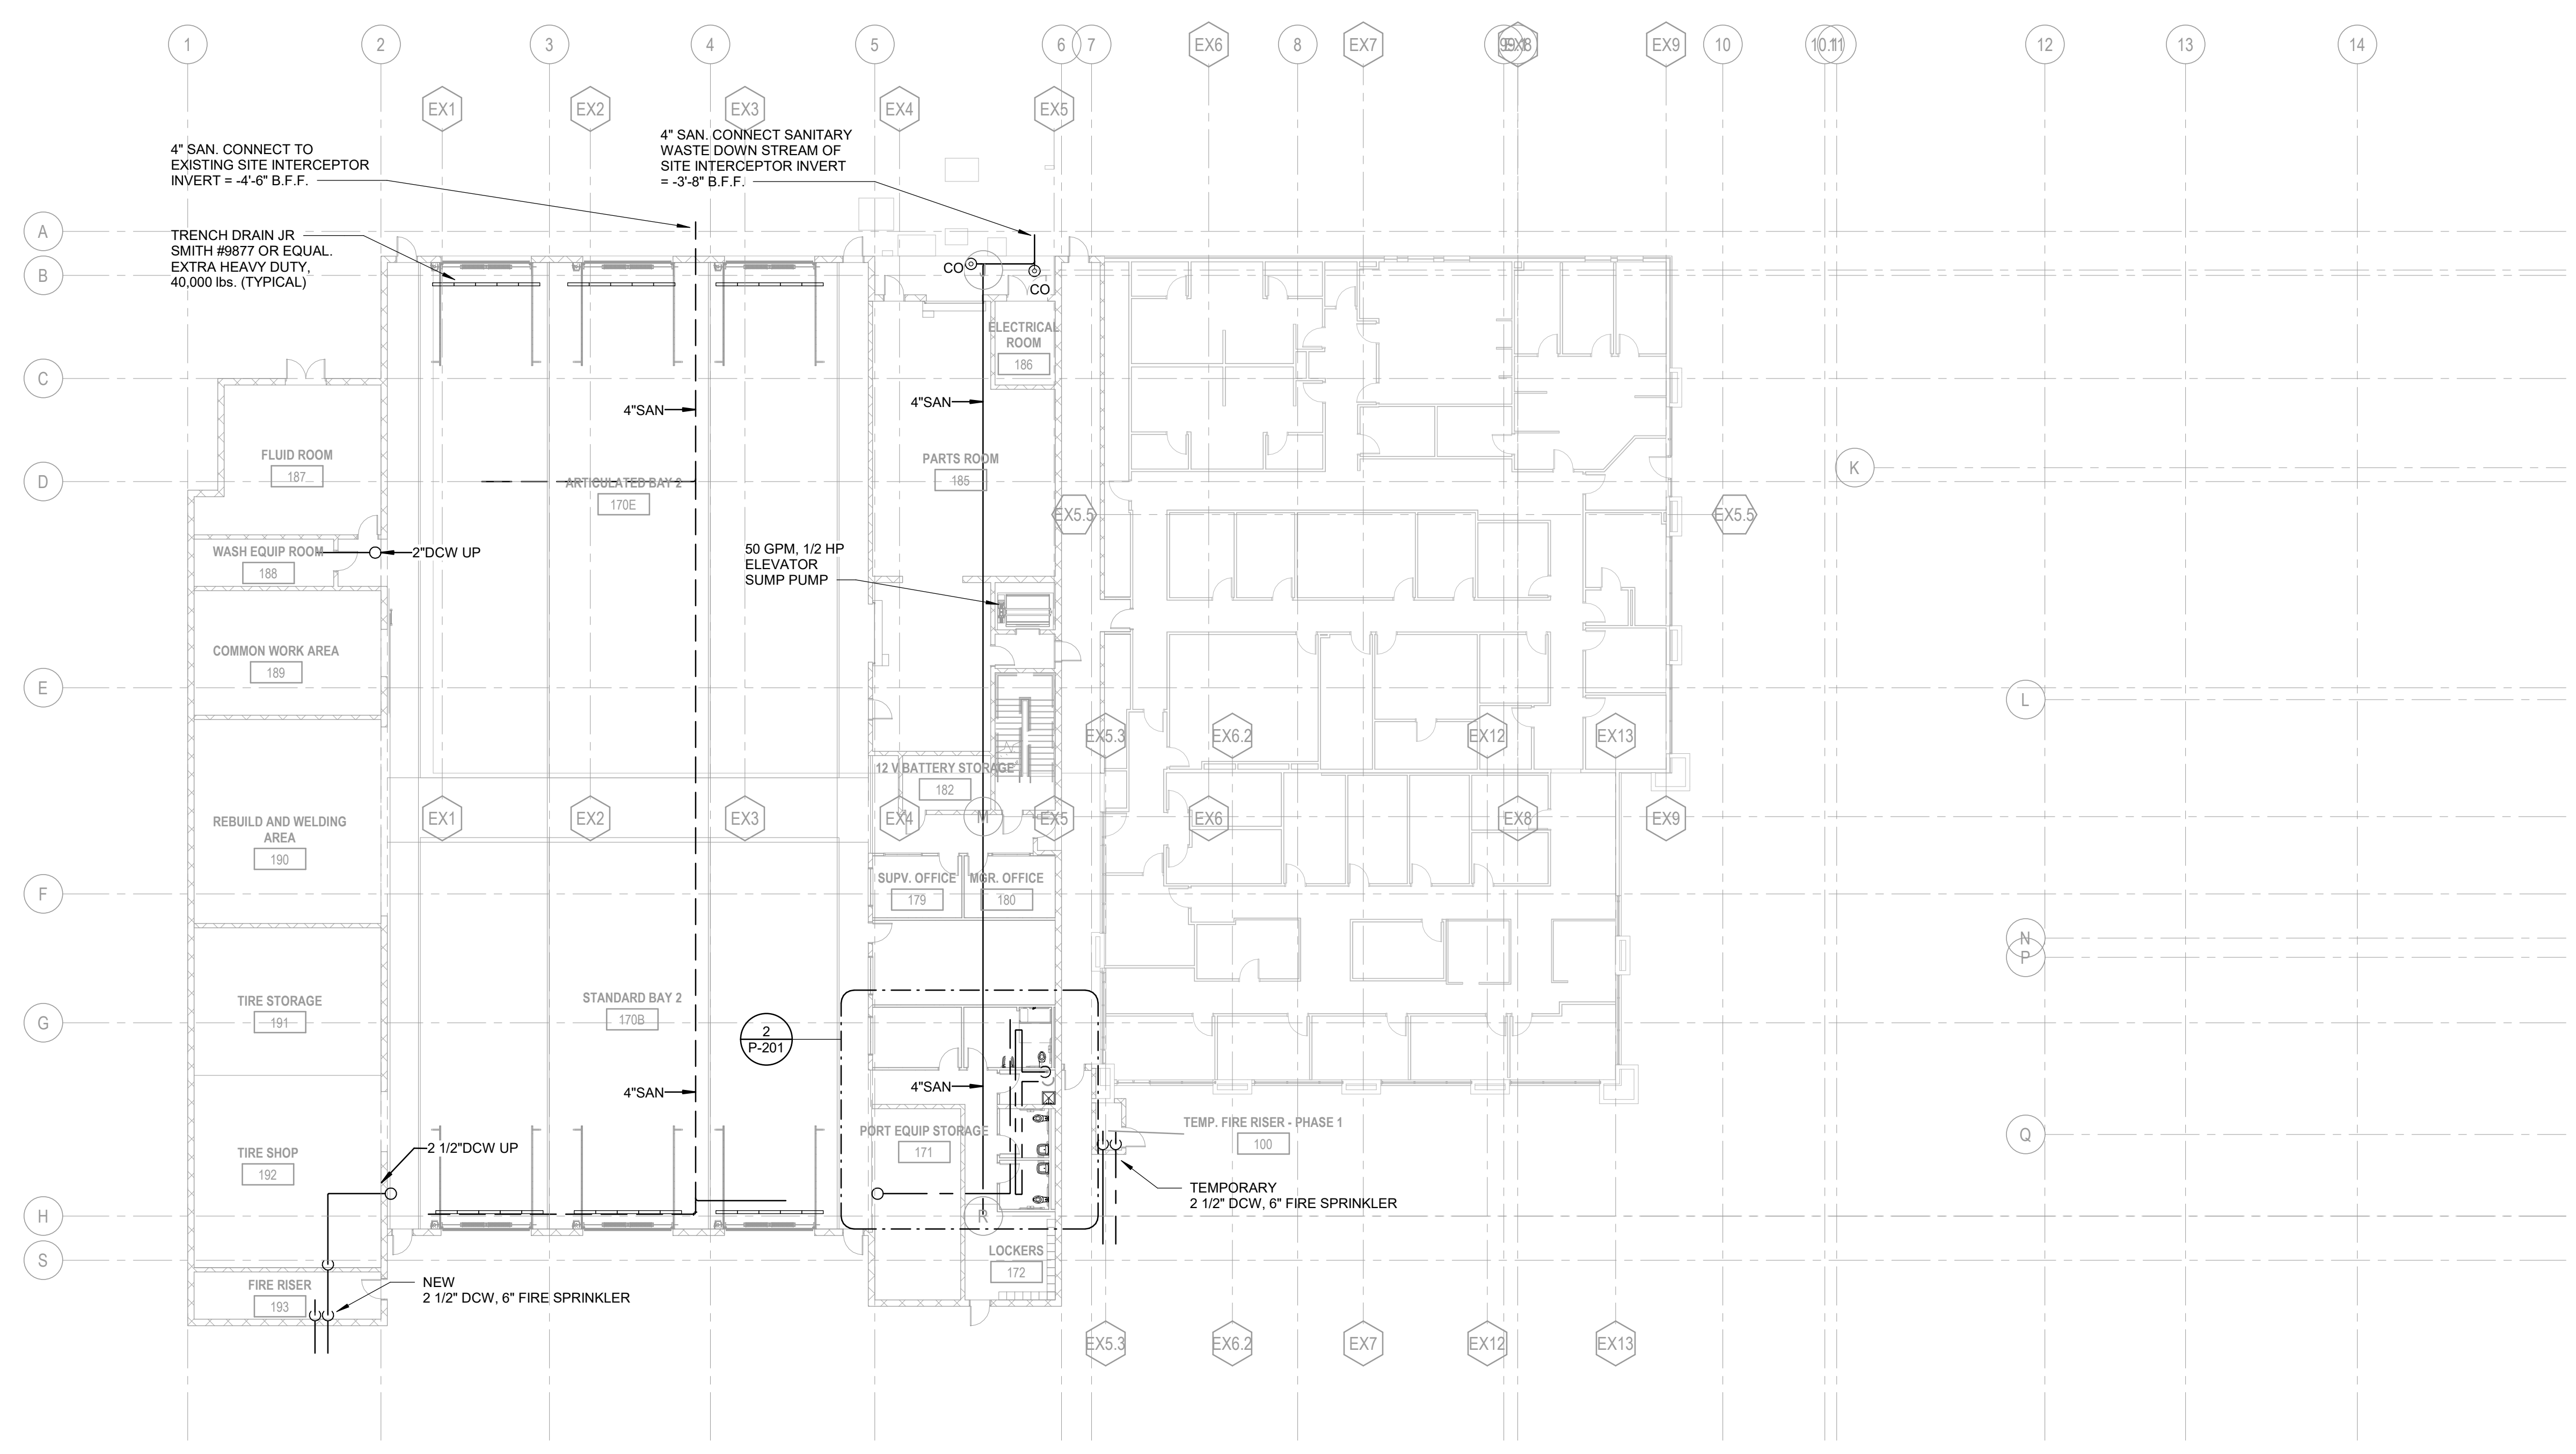 1
2
3
4
5
6
7
EX6
8
EX7
EX8
EX9
10
10.1
11
12
13
14
EX1
EX2
EX3
EX4
EX5
4" SAN. CONNECT TO
EXISTING SITE INTERCEPTOR
INVERT = -4'-6" B.F.F.
4" SAN. CONNECT SANITARY
WASTE DOWN STREAM OF
SITE INTERCEPTOR INVERT
= -3'-8" B.F.F.
A
TRENCH DRAIN JR
SMITH #9877 OR EQUAL.
EXTRA HEAVY DUTY,
40,000 lbs. (TYPICAL)
B
CO
CO
ELECTRICAL
ROOM
186
C
4"SAN
4"SAN
FLUID ROOM
187
PARTS ROOM
185
D
K
ARTICULATED BAY 2
170E
EX5.5
EX5.5
WASH EQUIP ROOM
188
2"DCW UP
50 GPM, 1/2 HP
ELEVATOR
SUMP PUMP
COMMON WORK AREA
189
E
L
EX5.3
EX6.2
EX12
EX13
12 V BATTERY STORAGE
182
EX1
EX2
EX3
EX4
M
EX5
EX6
EX8
EX9
REBUILD AND WELDING
AREA
190
F
SUPV. OFFICE
179
MGR. OFFICE
180
N
P
TIRE STORAGE
191
STANDARD BAY 2
170B
G
2
P-201
4"SAN
4"SAN
PORT EQUIP STORAGE
171
TEMP. FIRE RISER - PHASE 1
100
Q
TIRE SHOP
192
2 1/2"DCW UP
TEMPORARY
2 1/2" DCW, 6" FIRE SPRINKLER
H
R
S
LOCKERS
172
FIRE RISER
193
NEW
2 1/2" DCW, 6" FIRE SPRINKLER
EX5.3
EX6.2
EX7
EX12
EX13